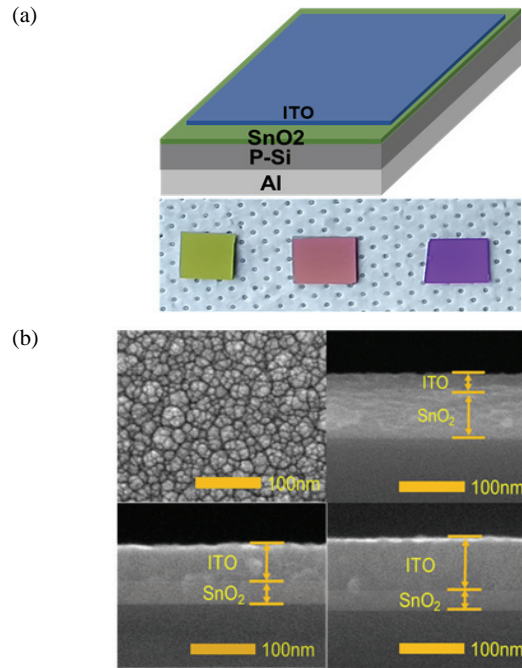 (a)
ITO
SnO2
P-Si
Al
(b)
100nm
ITO
SnO₂
100nm
ITO
SnO₂
100nm
ITO
SnO₂
100nm